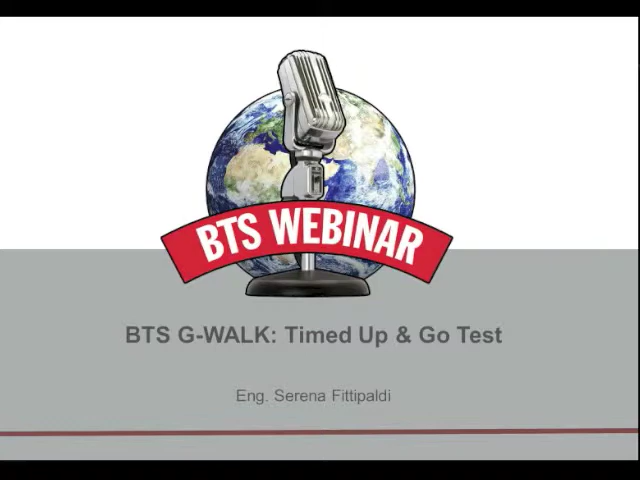 BTS WEBINAR
BTS G-WALK: Timed Up & Go Test
Eng. Serena Fittipaldi